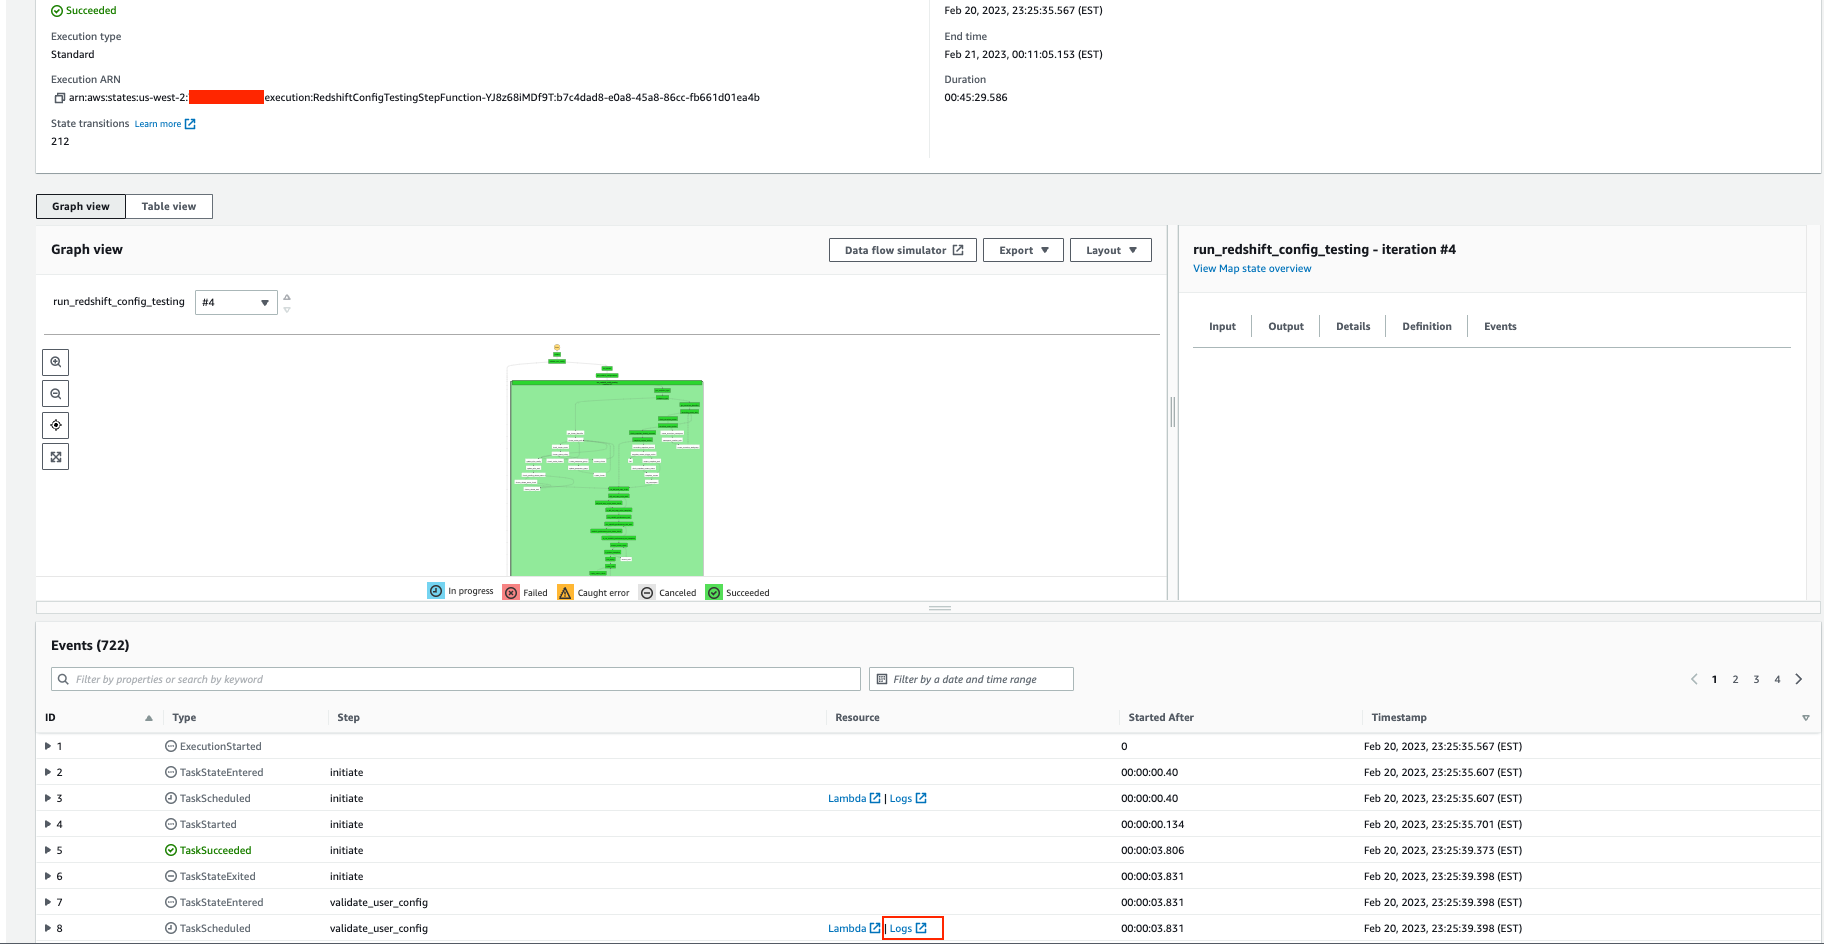 Succeeded
Execution type
Standard
Execution ARN
arn:aws:states:us-west-2: execution:RedshiftConfigTestingStepFunction-YJ8z68iMDf9T:b7c4dad8-e0a8-45a8-86cc-fb661d01ea4b
State transitions Learn more
212
Feb 20, 2023, 23:25:35.567 (EST)
End time
Feb 21, 2023, 00:11:05.153 (EST)
Duration
00:45:29.586
Graph view Table view
Graph view Data flow simulator Export Layout
run_redshift_config_testing #4
In progress Failed Caught error Canceled Succeeded
run_redshift_config_testing - iteration #4
View Map state overview
Input Output Details Definition Events
Events (722)
Filter by properties or search by keyword Filter by a date and time range 1 2 3 4
ID Type Step Resource Started After Timestamp
1 ExecutionStarted 0 Feb 20, 2023, 23:25:35.567 (EST)
2 TaskStateEntered initiate 00:00:00.40 Feb 20, 2023, 23:25:35.607 (EST)
3 TaskScheduled initiate Lambda | Logs 00:00:00.40 Feb 20, 2023, 23:25:35.607 (EST)
4 TaskStarted initiate 00:00:00.134 Feb 20, 2023, 23:25:35.701 (EST)
5 TaskSucceeded initiate 00:00:03.806 Feb 20, 2023, 23:25:39.373 (EST)
6 TaskStateExited initiate 00:00:03.831 Feb 20, 2023, 23:25:39.398 (EST)
7 TaskStateEntered validate_user_config 00:00:03.831 Feb 20, 2023, 23:25:39.398 (EST)
8 TaskScheduled validate_user_config Lambda | Logs 00:00:03.831 Feb 20, 2023, 23:25:39.398 (EST)